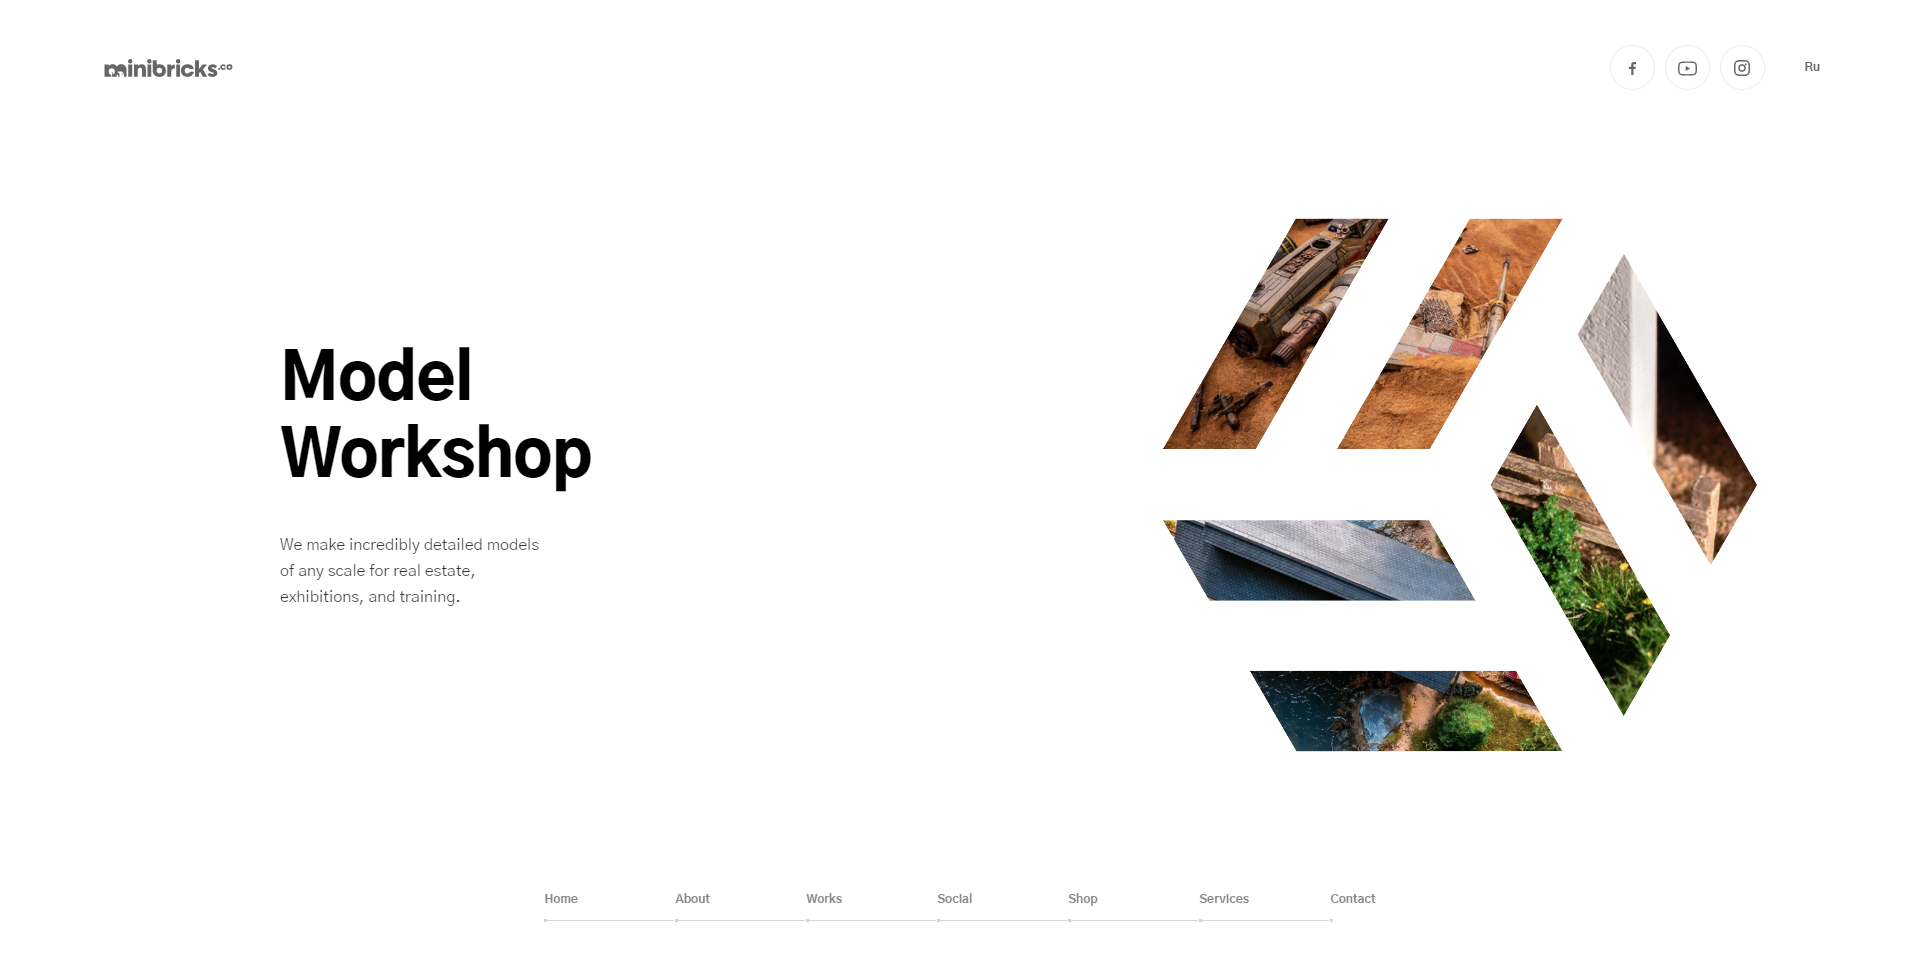 minibricks.co
Ru
Model
Workshop
We make incredibly detailed models
of any scale for real estate,
exhibitions, and training.
Home About Works Social Shop Services Contact